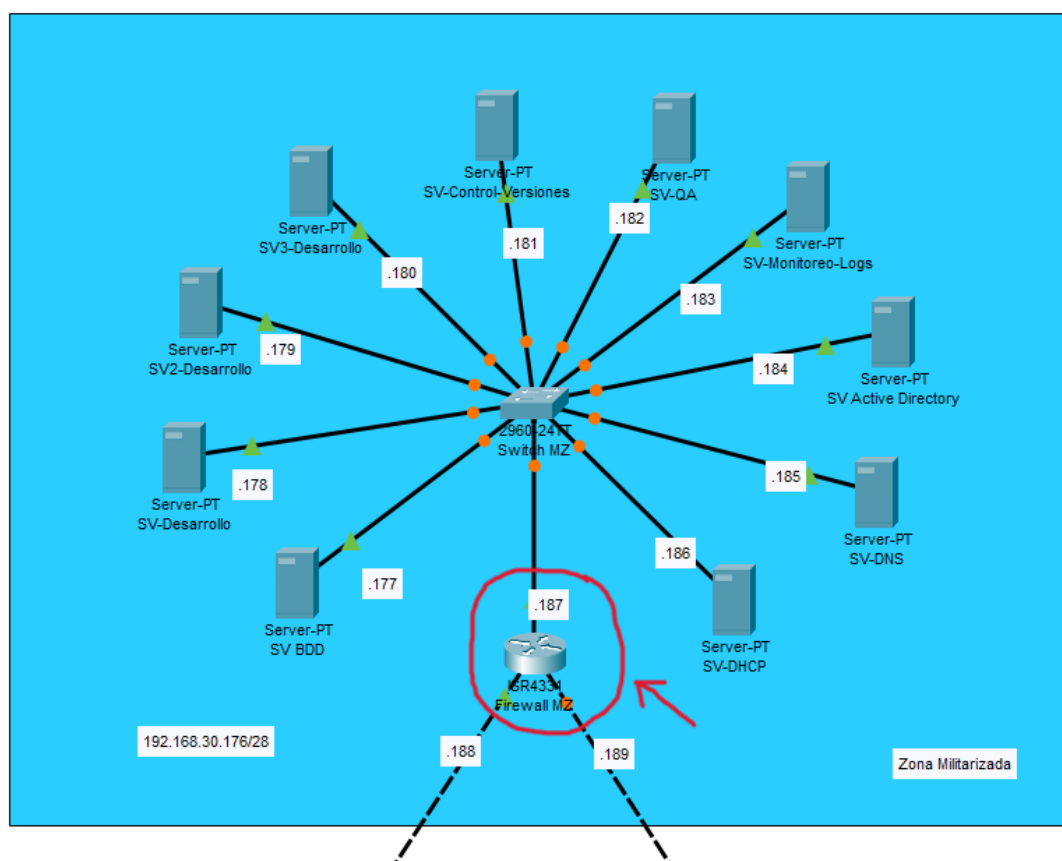 Server-PT
SV-Control-Versiones
Server-PT
SV-QA
Server-PT
SV3-Desarrollo
Server-PT
SV-Monitoreo-Logs
.182
.181
.180
.183
Server-PT
SV2-Desarrollo
.179
.184
Server-PT
SV Active Directory
2960-24TT
Switch MZ
.185
.178
Server-PT
SV-Desarrollo
Server-PT
SV-DNS
.186
.177
.187
Server-PT
SV BDD
Server-PT
SV-DHCP
ISR4331
Firewall MZ
192.168.30.176/28
.188
.189
Zona Militarizada